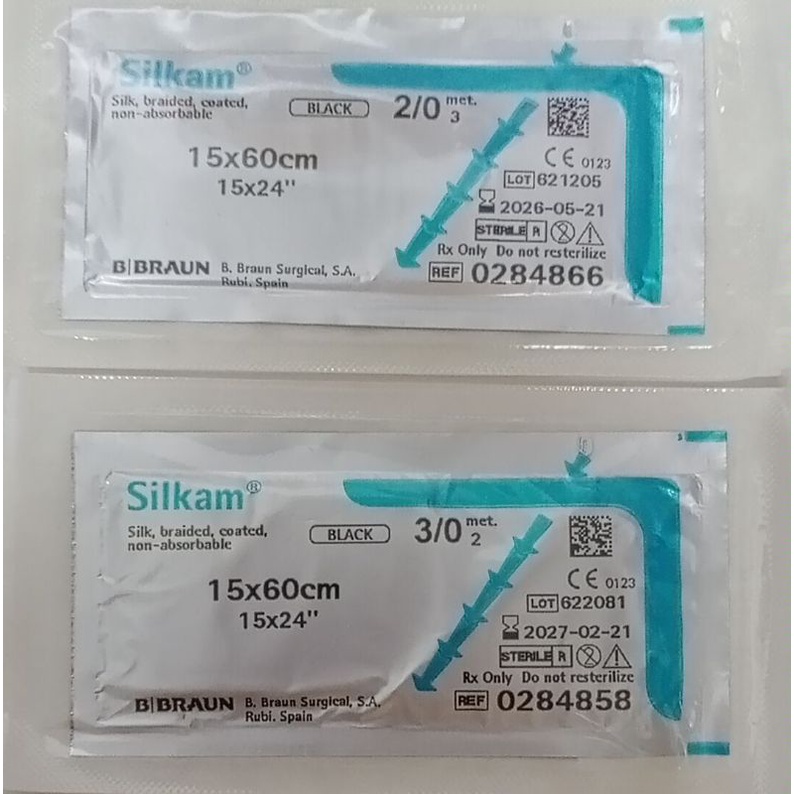 Silkam®
Silk, braided, coated,
non-absorbable
BLACK
2/0 met. 3
15x60cm
15x24"
CE 0123
LOT 621205
2026-05-21
STERILE R
Rx Only Do not resterilize
REF 0284866
B|BRAUN B. Braun Surgical, S.A.
Rubi. Spain
Silkam®
Silk, braided, coated,
non-absorbable
BLACK
3/0 met. 2
15x60cm
15x24"
CE 0123
LOT 622081
2027-02-21
STERILE R
Rx Only Do not resterilize
REF 0284858
B|BRAUN B. Braun Surgical, S.A.
Rubi. Spain